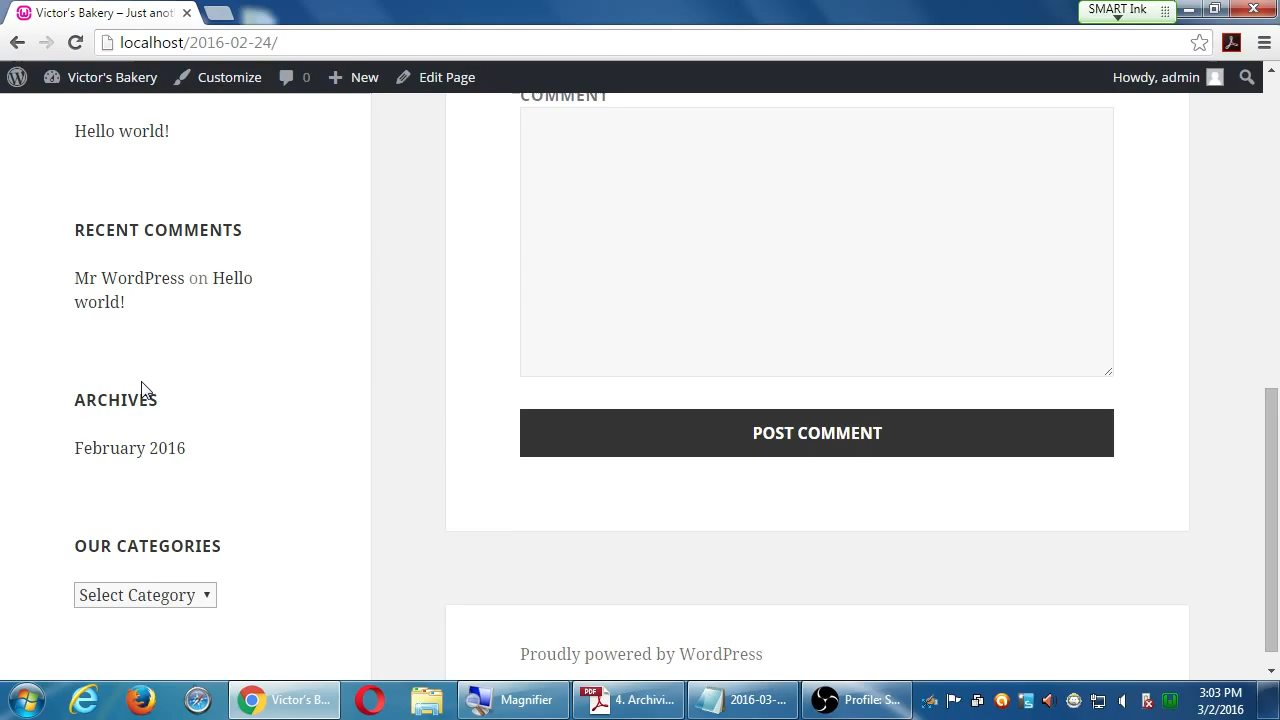 Victor's Bakery – Just anot
SMART Ink
localhost/2016-02-24/
Victor's Bakery
Customize
0
New
Edit Page
Howdy, admin
COMMENT
Hello world!
RECENT COMMENTS
Mr WordPress on Hello
world!
ARCHIVES
February 2016
POST COMMENT
OUR CATEGORIES
Select Category
Proudly powered by WordPress
Victor's B...
Magnifier
PDF
4. Archivi...
2016-03-...
Profile: S...
3:03 PM
3/2/2016